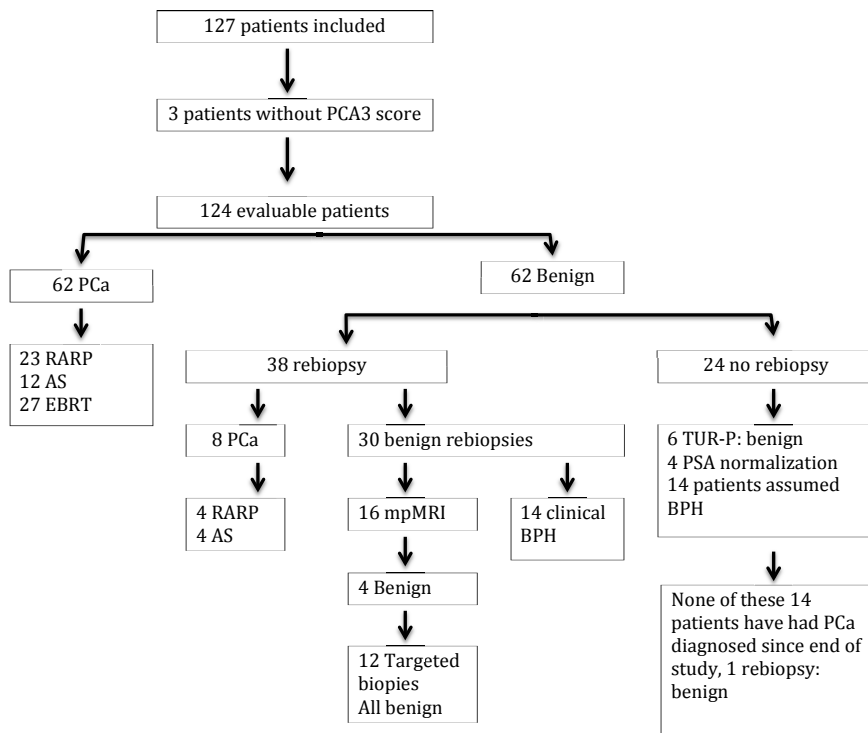 127 patients included
3 patients without PCA3 score
124 evaluable patients
62 PCa
62 Benign
23 RARP
12 AS
27 EBRT
38 rebiopsy
24 no rebiopsy
8 PCa
30 benign rebiopsies
6 TUR-P: benign
4 PSA normalization
14 patients assumed
BPH
4 RARP
4 AS
16 mpMRI
14 clinical
BPH
4 Benign
None of these 14
patients have had PCa
diagnosed since end of
study, 1 rebiopsy:
benign
12 Targeted
biopies
All benign